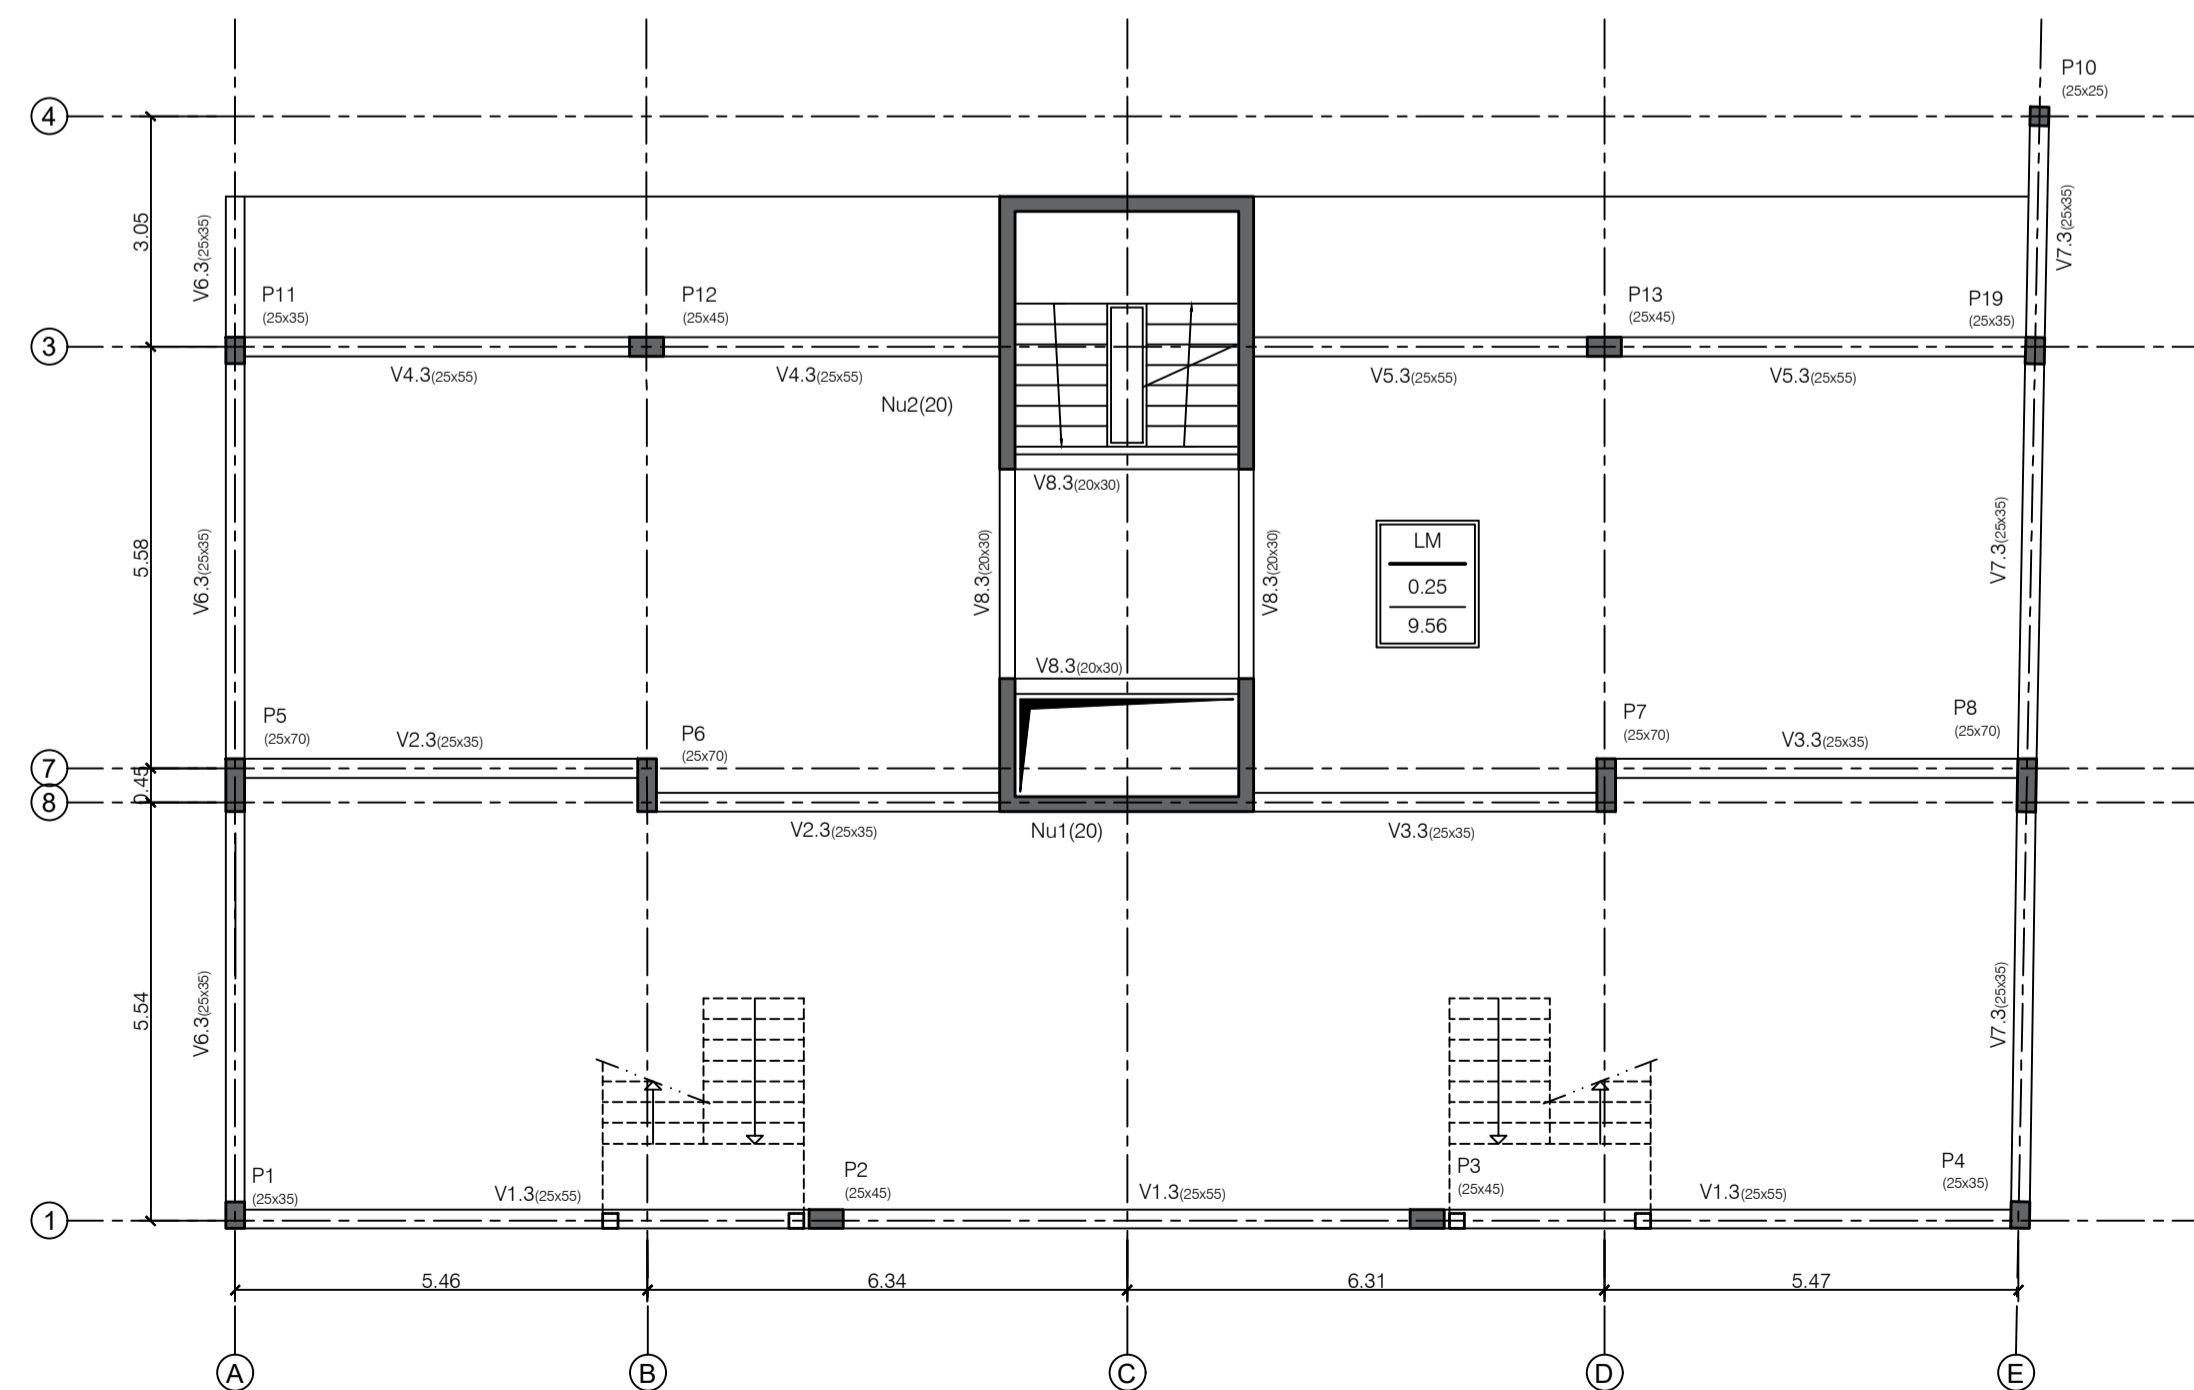 P10
(25x25)
4
3.05
V6.3(25x35)
V7.3(25x35)
P11
(25x35)
P12
(25x45)
P13
(25x45)
P19
(25x35)
3
V4.3(25x55)
V4.3(25x55)
V5.3(25x55)
V5.3(25x55)
Nu2(20)
V8.3(20x30)
5.58
V6.3(25x35)
V8.3(20x30)
V8.3(20x30)
LM
0.25
9.56
V7.3(25x35)
V8.3(20x30)
P5
(25x70)
V2.3(25x35)
P6
(25x70)
P7
(25x70)
V3.3(25x35)
P8
(25x70)
7
0.45
8
V2.3(25x35)
Nu1(20)
V3.3(25x35)
5.54
V6.3(25x35)
V7.3(25x35)
P1
(25x35)
V1.3(25x55)
P2
(25x45)
V1.3(25x55)
P3
(25x45)
V1.3(25x55)
P4
(25x35)
1
5.46
6.34
6.31
5.47
A
B
C
D
E